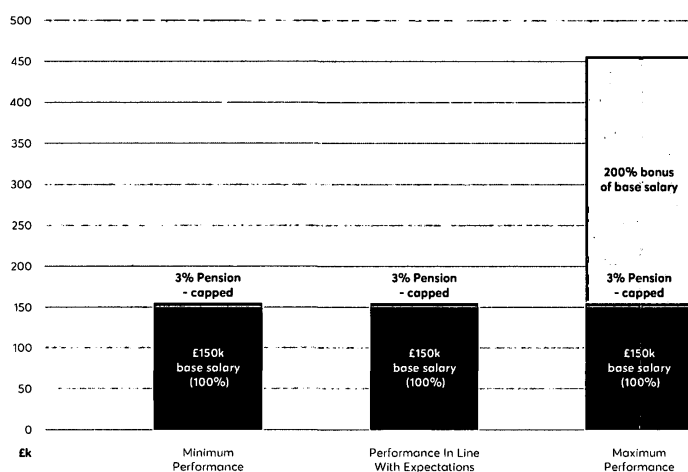 500
450
400
350
300
250
200
150
100
50
0
£k
200% bonus
of base salary
3% Pension
- capped
3% Pension
- capped
3% Pension
- capped
£150k
base salary
(100%)
£150k
base salary
(100%)
£150k
base salary
(100%)
Minimum
Performance
Performance In Line
With Expectations
Maximum
Performance